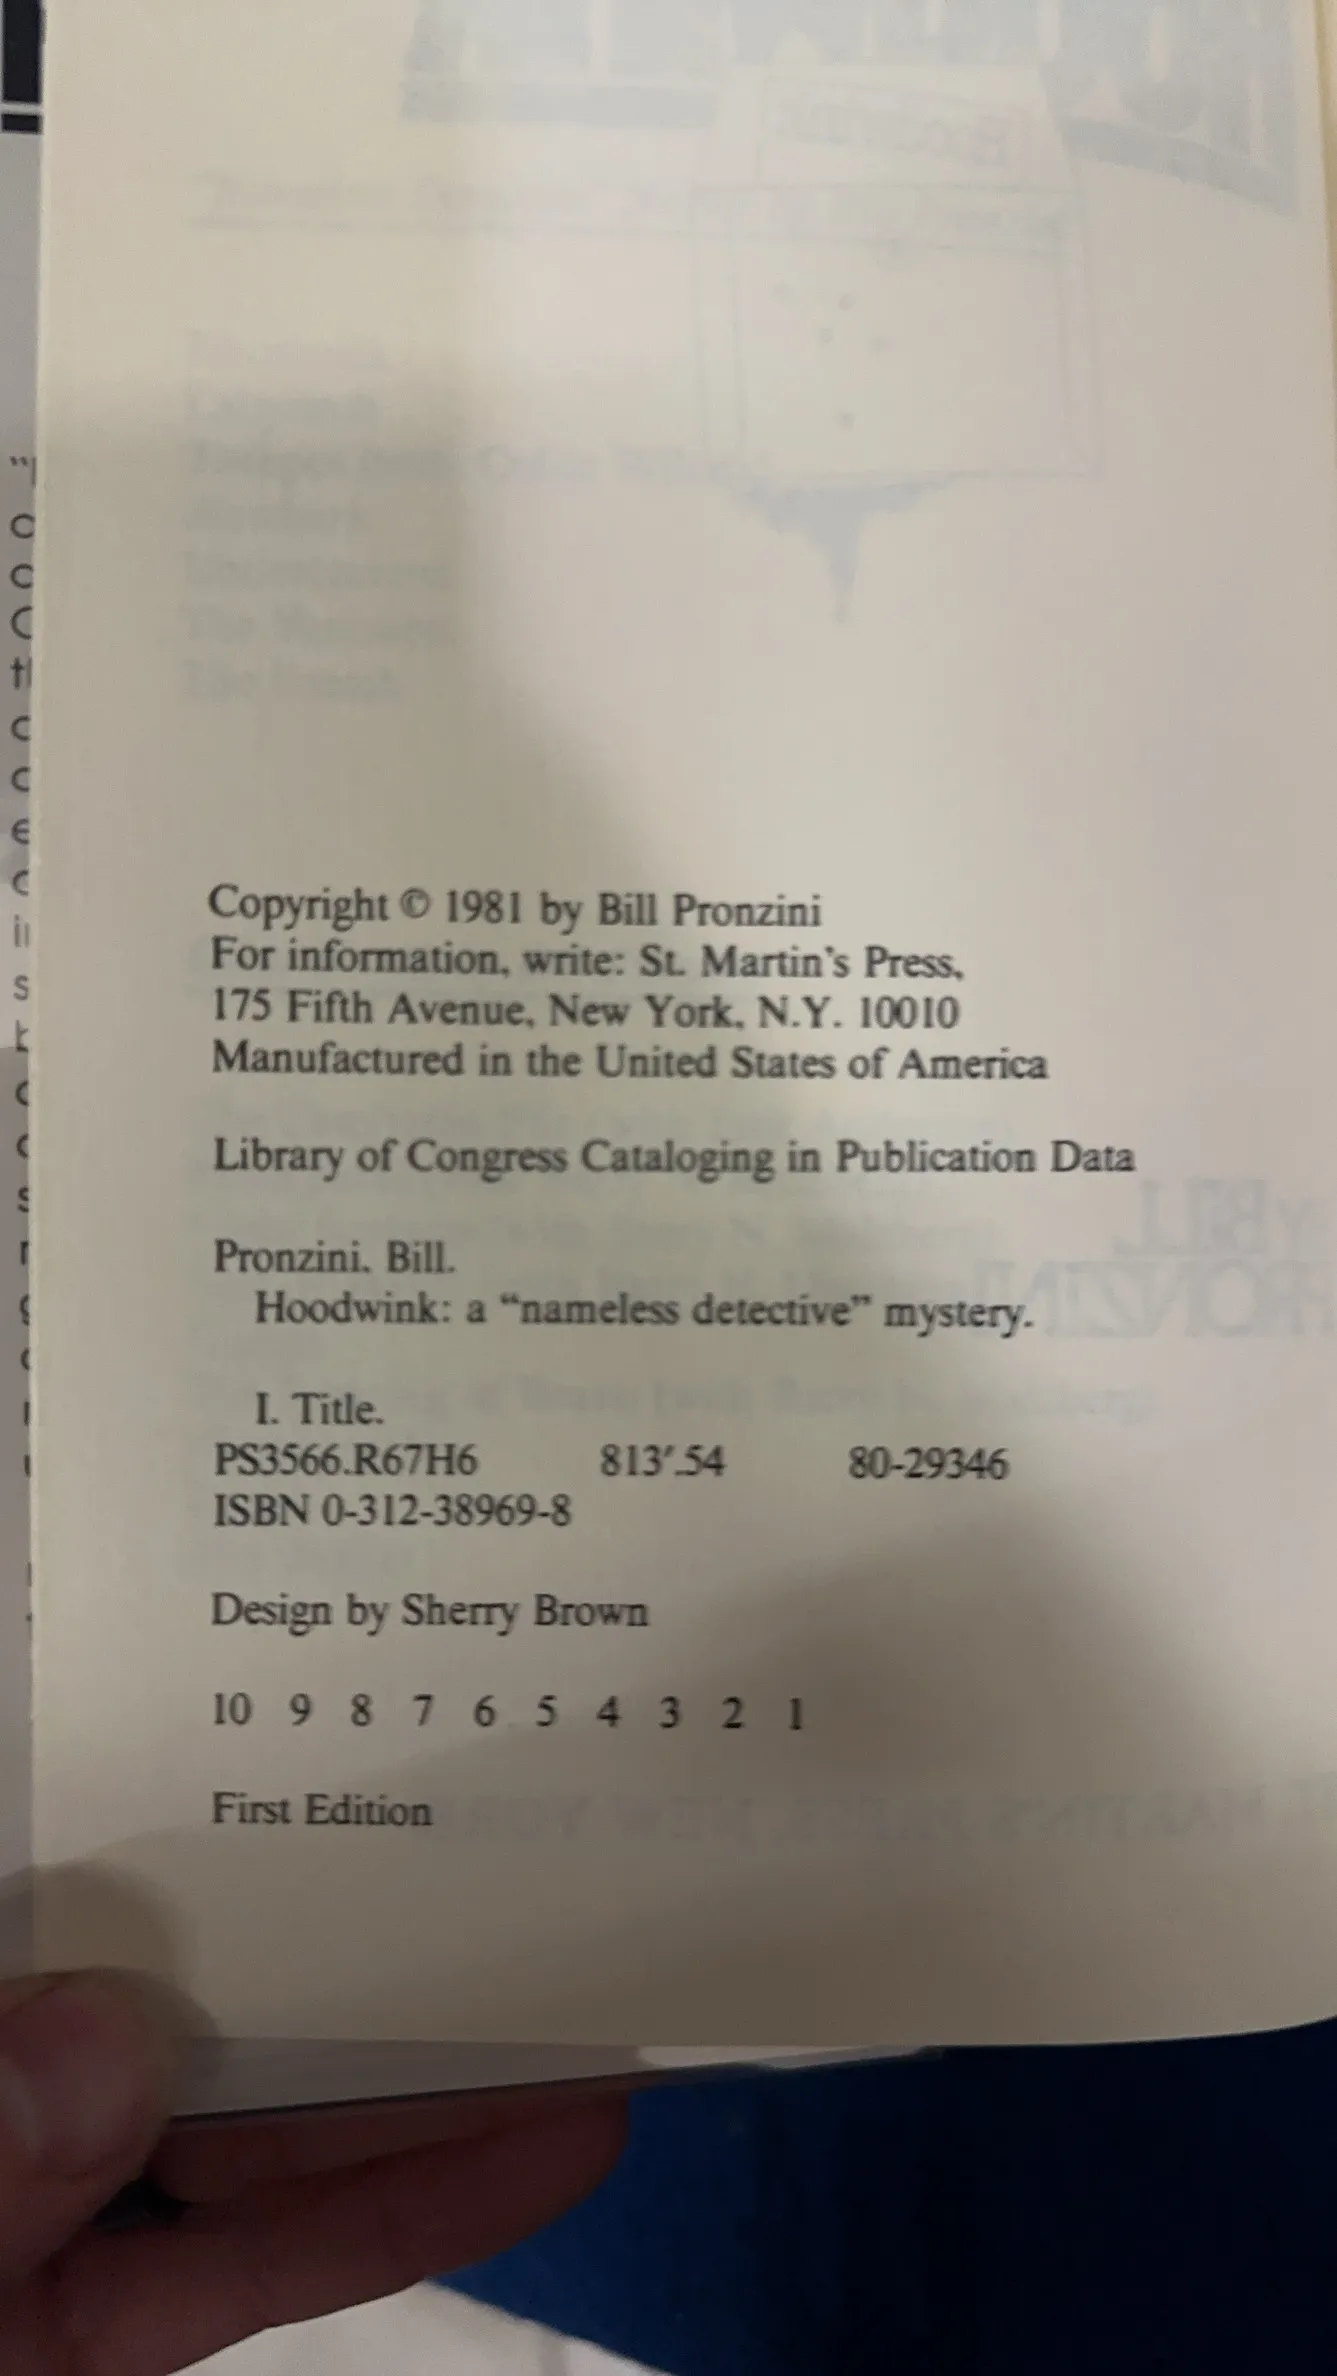 Copyright © 1981 by Bill Pronzini
For information, write: St. Martin's Press,
175 Fifth Avenue, New York, N.Y. 10010
Manufactured in the United States of America
Library of Congress Cataloging in Publication Data
Pronzini, Bill.
Hoodwink: a “nameless detective” mystery.
I. Title.
PS3566.R67H6 813'.54 80-29346
ISBN 0-312-38969-8
Design by Sherry Brown
10 9 8 7 6 5 4 3 2 1
First Edition